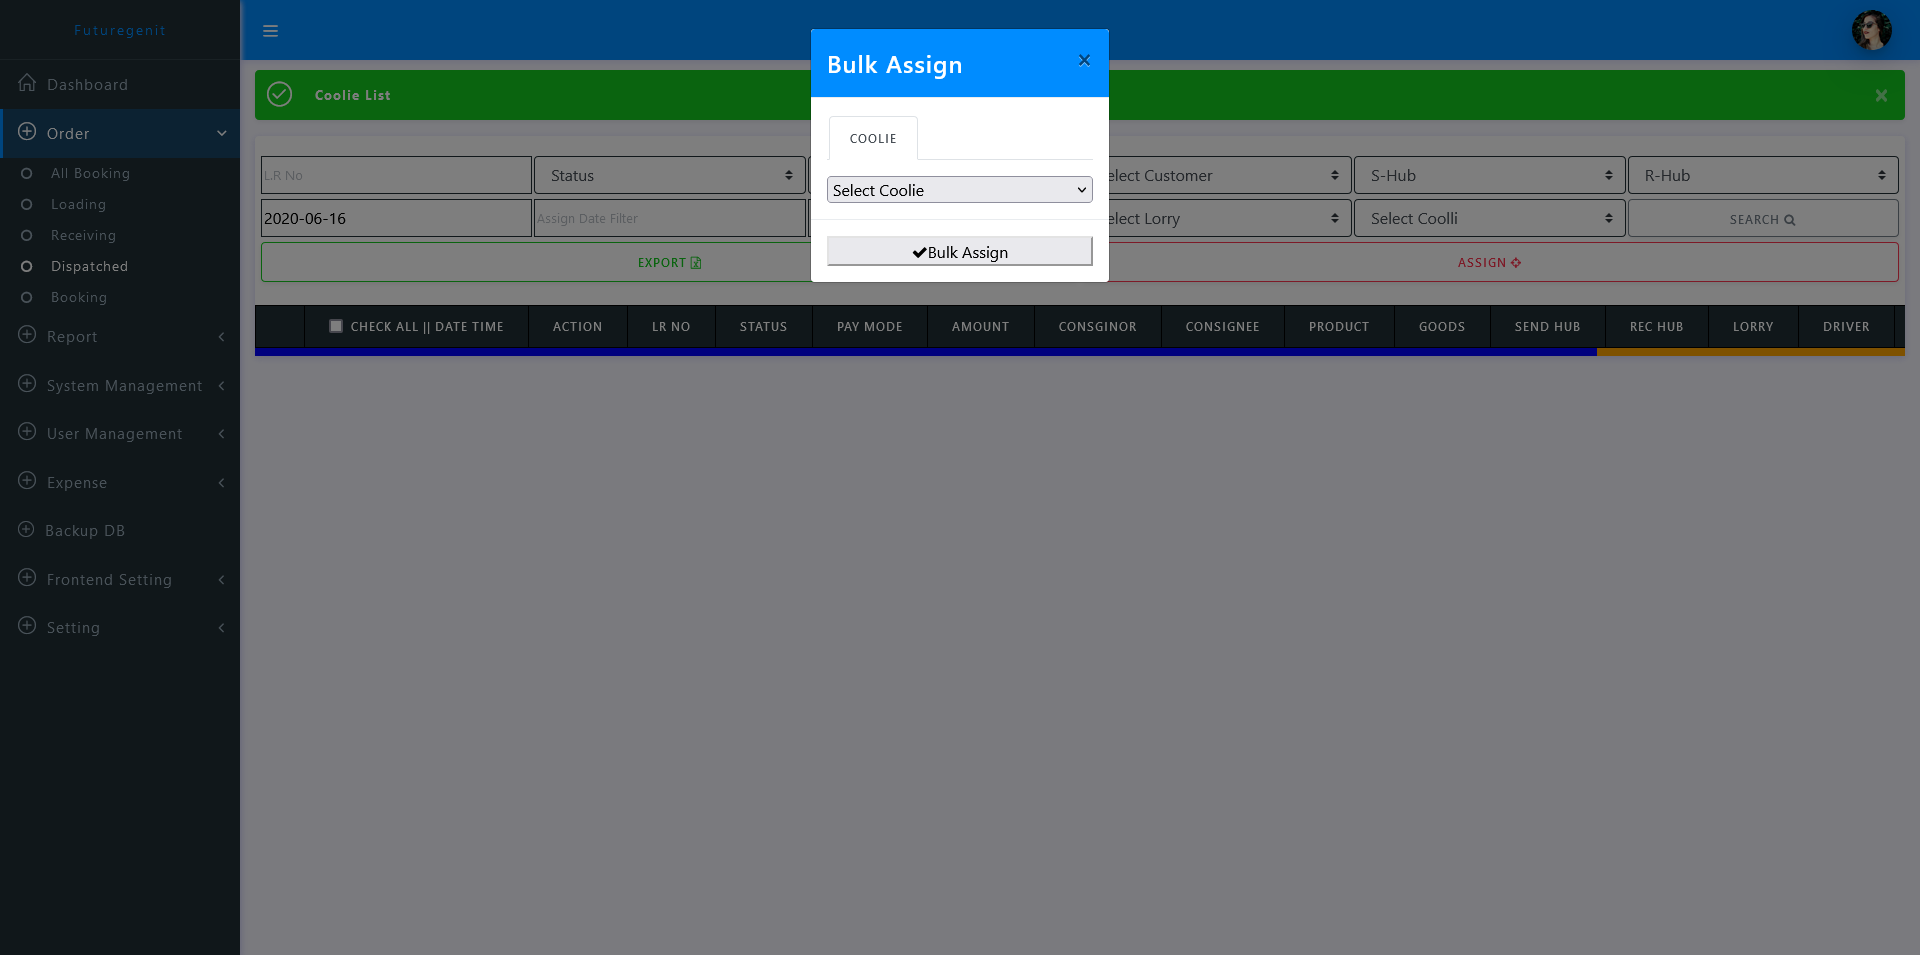 Futuregenit
Bulk Assign
×
Dashboard
Coolie List
×
COOLIE
Order
LR No
Status
elect Customer
S-Hub
R-Hub
All Booking
Select Coolie
Loading
2020-06-16
Assign Date Filter
elect Lorry
Select Coolli
SEARCH
Receiving
Bulk Assign
EXPORT
ASSIGN
Dispatched
Booking
CHECK ALL || DATE TIME
ACTION
LR NO
STATUS
PAY MODE
AMOUNT
CONSGINOR
CONSIGNEE
PRODUCT
GOODS
SEND HUB
REC HUB
LORRY
DRIVER
Report
System Management
User Management
Expense
Backup DB
Frontend Setting
Setting